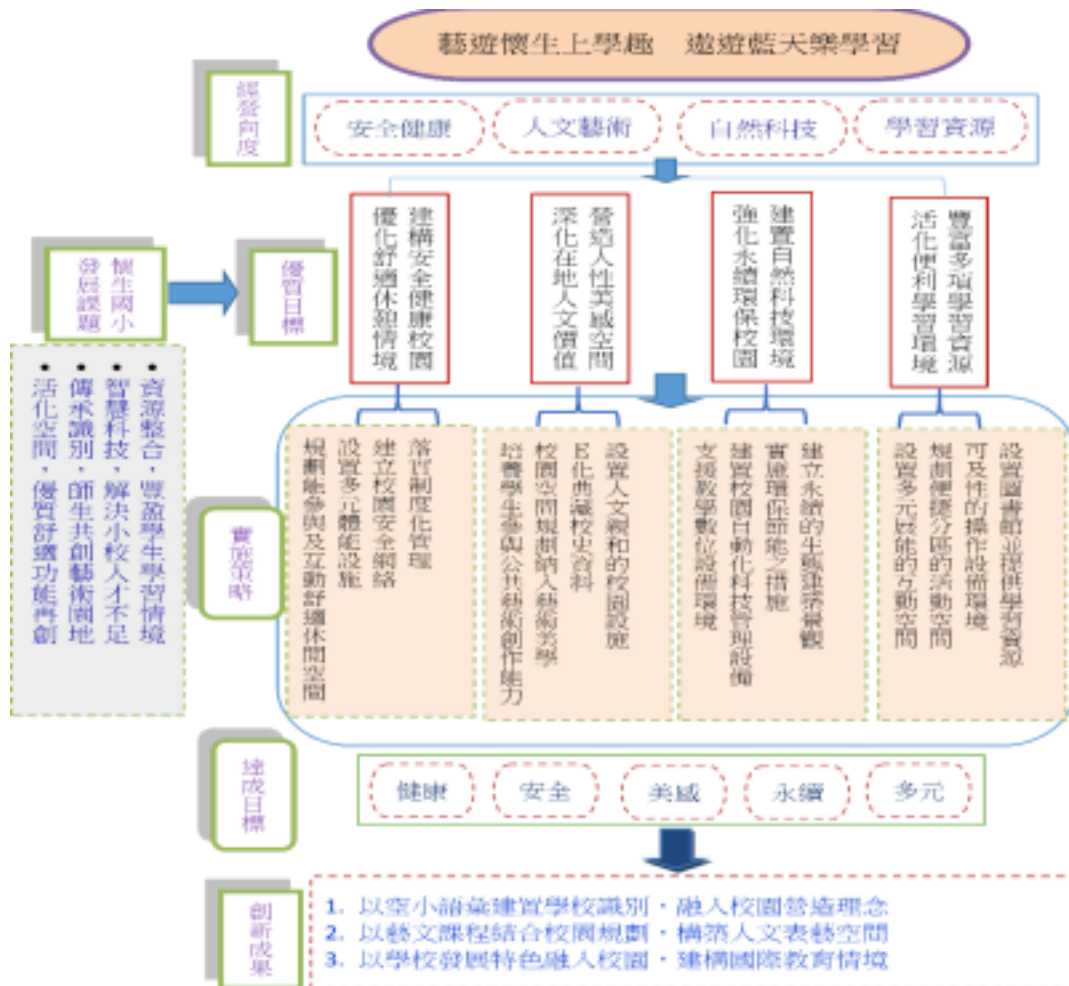 藝遊懷生上學趣　遨遊藍天樂學習
經營向度
安全健康
人文藝術
自然科技
學習資源
懷生國小
發展課題
優質目標
建構安全健康校園
優化舒適休憩情境
營造人性美感空間
深化在地人文價值
建置自然科技環境
強化永續環保校園
豐富多項學習資源
活化便利學習環境
• 資源整合，豐盈學生學習情境
• 智慧科技，解決小校人才不足
• 傳承識別，師生共創藝術園地
• 活化空間，優質舒適功能再創
實施策略
落實制度化管理
建立校園安全網絡
設置多元體能設施
規劃能參與及互動舒適休閒空間
設置人文親和的校園設施
E化典藏校史資料
校園空間規劃納入藝術美學
培養學生參與公共藝術創作能力
建立永續的生態建築景觀
實施環保節能之措施
建置校園自動化科技管理設備
支援教學數位設備環境
設置圖書館並提供學習資源
可及性的操作設備環境
規劃便捷分區的活動空間
設置多元展能的互動空間
達成目標
健康
安全
美感
永續
多元
創新成果
1. 以空小語彙建置學校識別，融入校園營造理念
2. 以藝文課程結合校園規劃，構築人文表藝空間
3. 以學校發展特色融入校園，建構國際教育情境